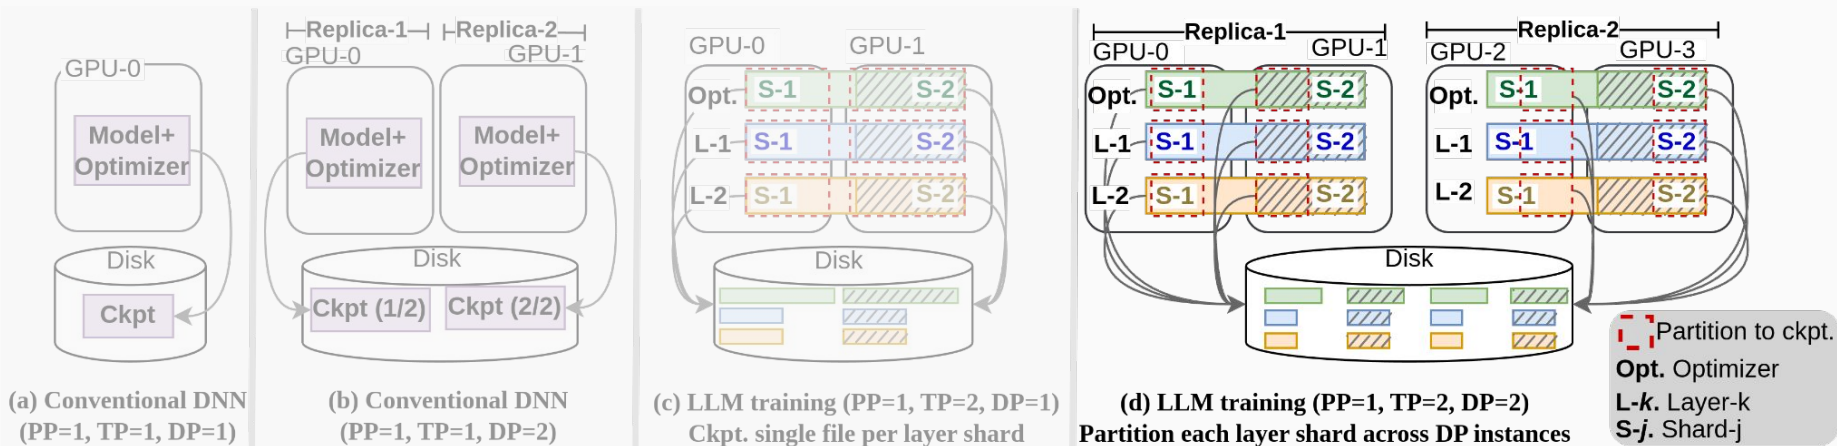 GPU-0
Model+
Optimizer
Disk
Ckpt
(a) Conventional DNN
(PP=1, TP=1, DP=1)
Replica-1
Replica-2
GPU-0
GPU-1
Model+
Optimizer
Model+
Optimizer
Disk
Ckpt (1/2)
Ckpt (2/2)
(b) Conventional DNN
(PP=1, TP=1, DP=2)
GPU-0
GPU-1
Opt.
S-1
S-2
L-1
S-1
S-2
L-2
S-1
S-2
Disk
(c) LLM training (PP=1, TP=2, DP=1)
Ckpt. single file per layer shard
Replica-1
Replica-2
GPU-0
GPU-1
GPU-2
GPU-3
Opt.
S-1
S-2
Opt.
S-1
S-2
L-1
S-1
S-2
L-1
S-1
S-2
L-2
S-1
S-2
L-2
S-1
S-2
Disk
(d) LLM training (PP=1, TP=2, DP=2)
Partition each layer shard across DP instances
Partition to ckpt.
Opt. Optimizer
L-k. Layer-k
S-j. Shard-j